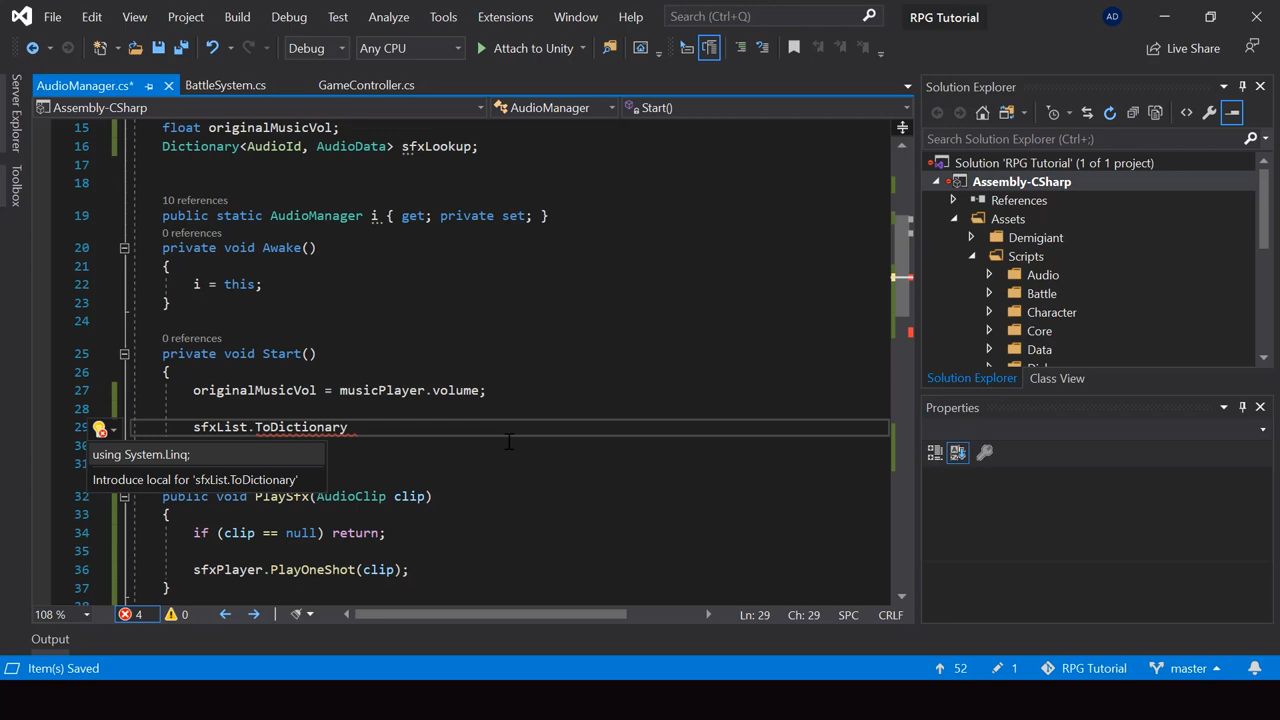 File Edit View Project Build Debug Test Analyze Tools Extensions Window Help Search (Ctrl+Q) RPG Tutorial AD
Debug Any CPU Attach to Unity Live Share
Server Explorer
Toolbox
AudioManager.cs* BattleSystem.cs GameController.cs
Assembly-CSharp AudioManager Start()
15 float originalMusicVol;
16 Dictionary<AudioId, AudioData> sfxLookup;
17
18
10 references
19 public static AudioManager i { get; private set; }
0 references
20 private void Awake()
21 {
22 i = this;
23 }
24
0 references
25 private void Start()
26 {
27 originalMusicVol = musicPlayer.volume;
28
29 sfxList.ToDictionary
using System.Linq;
Introduce local for 'sfxList.ToDictionary'
32 public void PlaySfx(AudioClip clip)
33 {
34 if (clip == null) return;
35
36 sfxPlayer.PlayOneShot(clip);
37 }
108 % 4 0 Ln: 29 Ch: 29 SPC CRLF
Output
Item(s) Saved 52 1 RPG Tutorial master
Solution Explorer
Search Solution Explorer (Ctrl+;)
Solution 'RPG Tutorial' (1 of 1 project)
Assembly-CSharp
References
Assets
Demigiant
Scripts
Audio
Battle
Character
Core
Data
Solution Explorer Class View
Properties